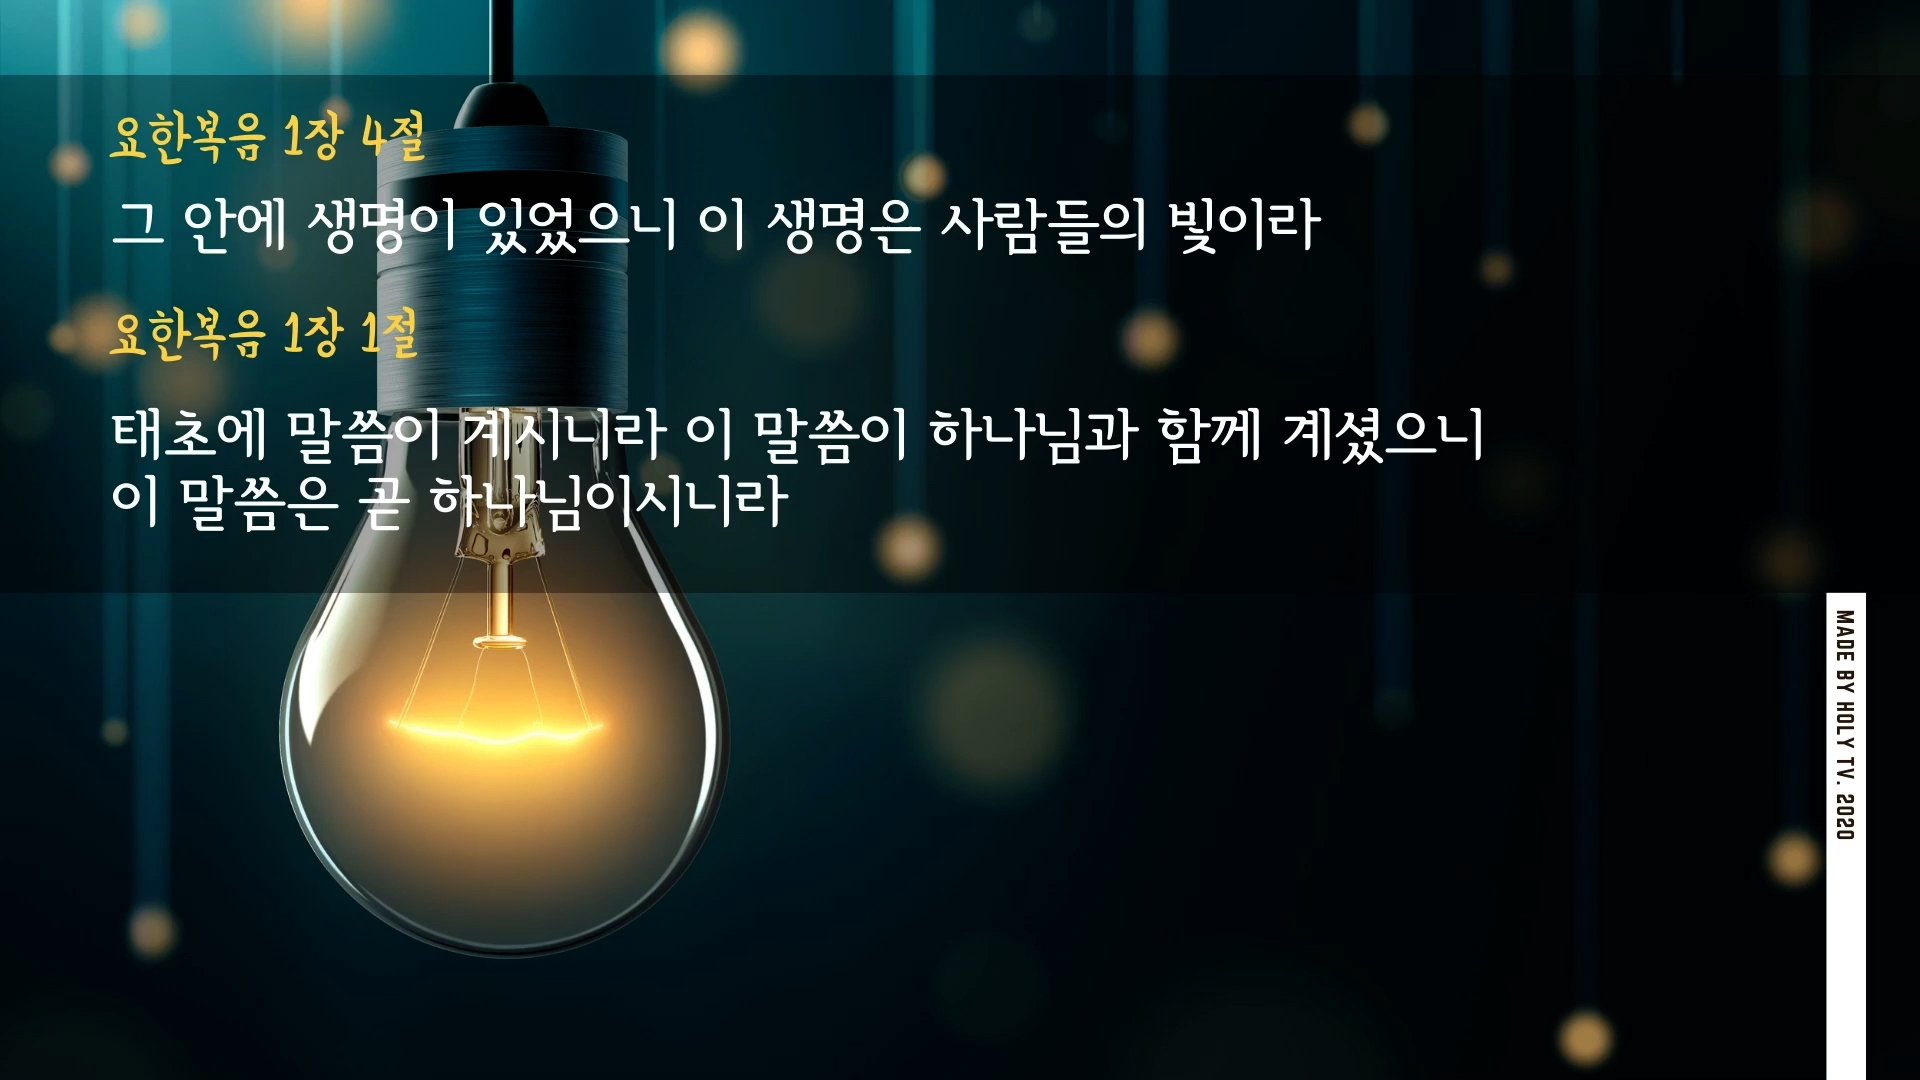 요한복음 1장 4절
그 안에 생명이 있었으니 이 생명은 사람들의 빛이라
요한복음 1장 1절
태초에 말씀이 계시니라 이 말씀이 하나님과 함께 계셨으니
이 말씀은 곧 하나님이시니라
MADE BY HOLY TV. 2020